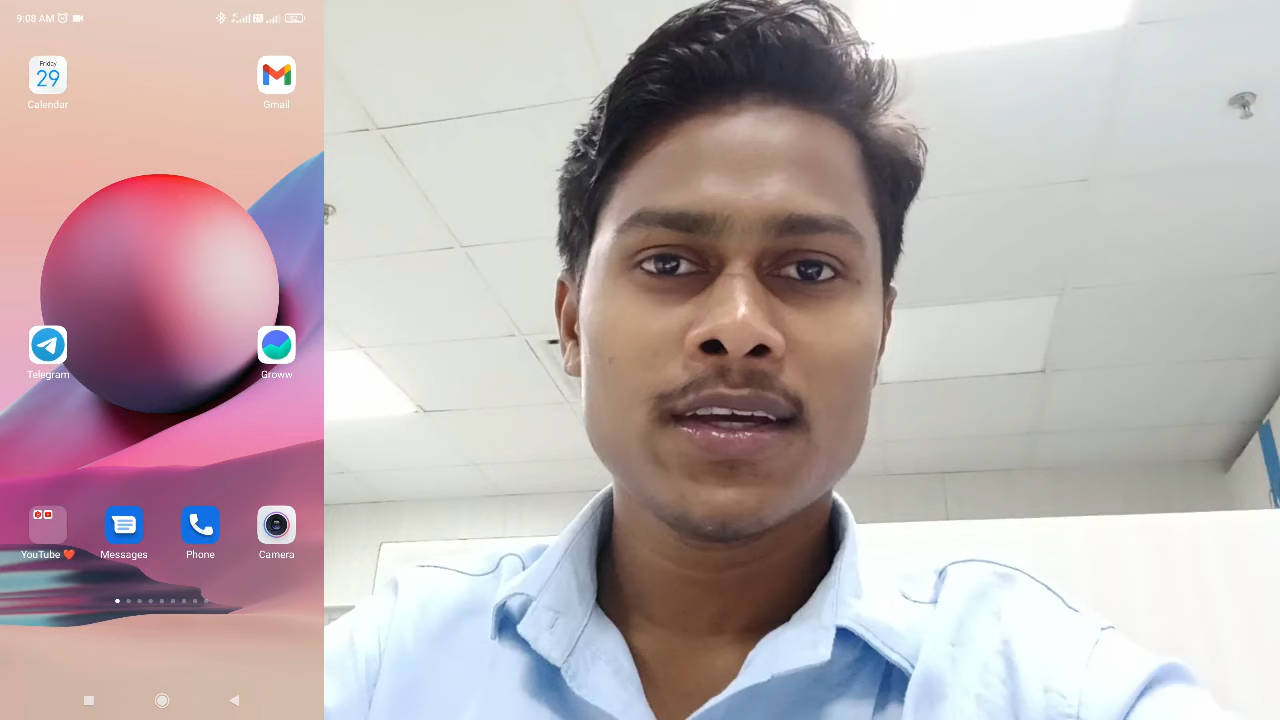 9:08 AM
Friday
29
Calendar
Gmail
Telegram
Groww
YouTube ❤️
Messages
Phone
Camera